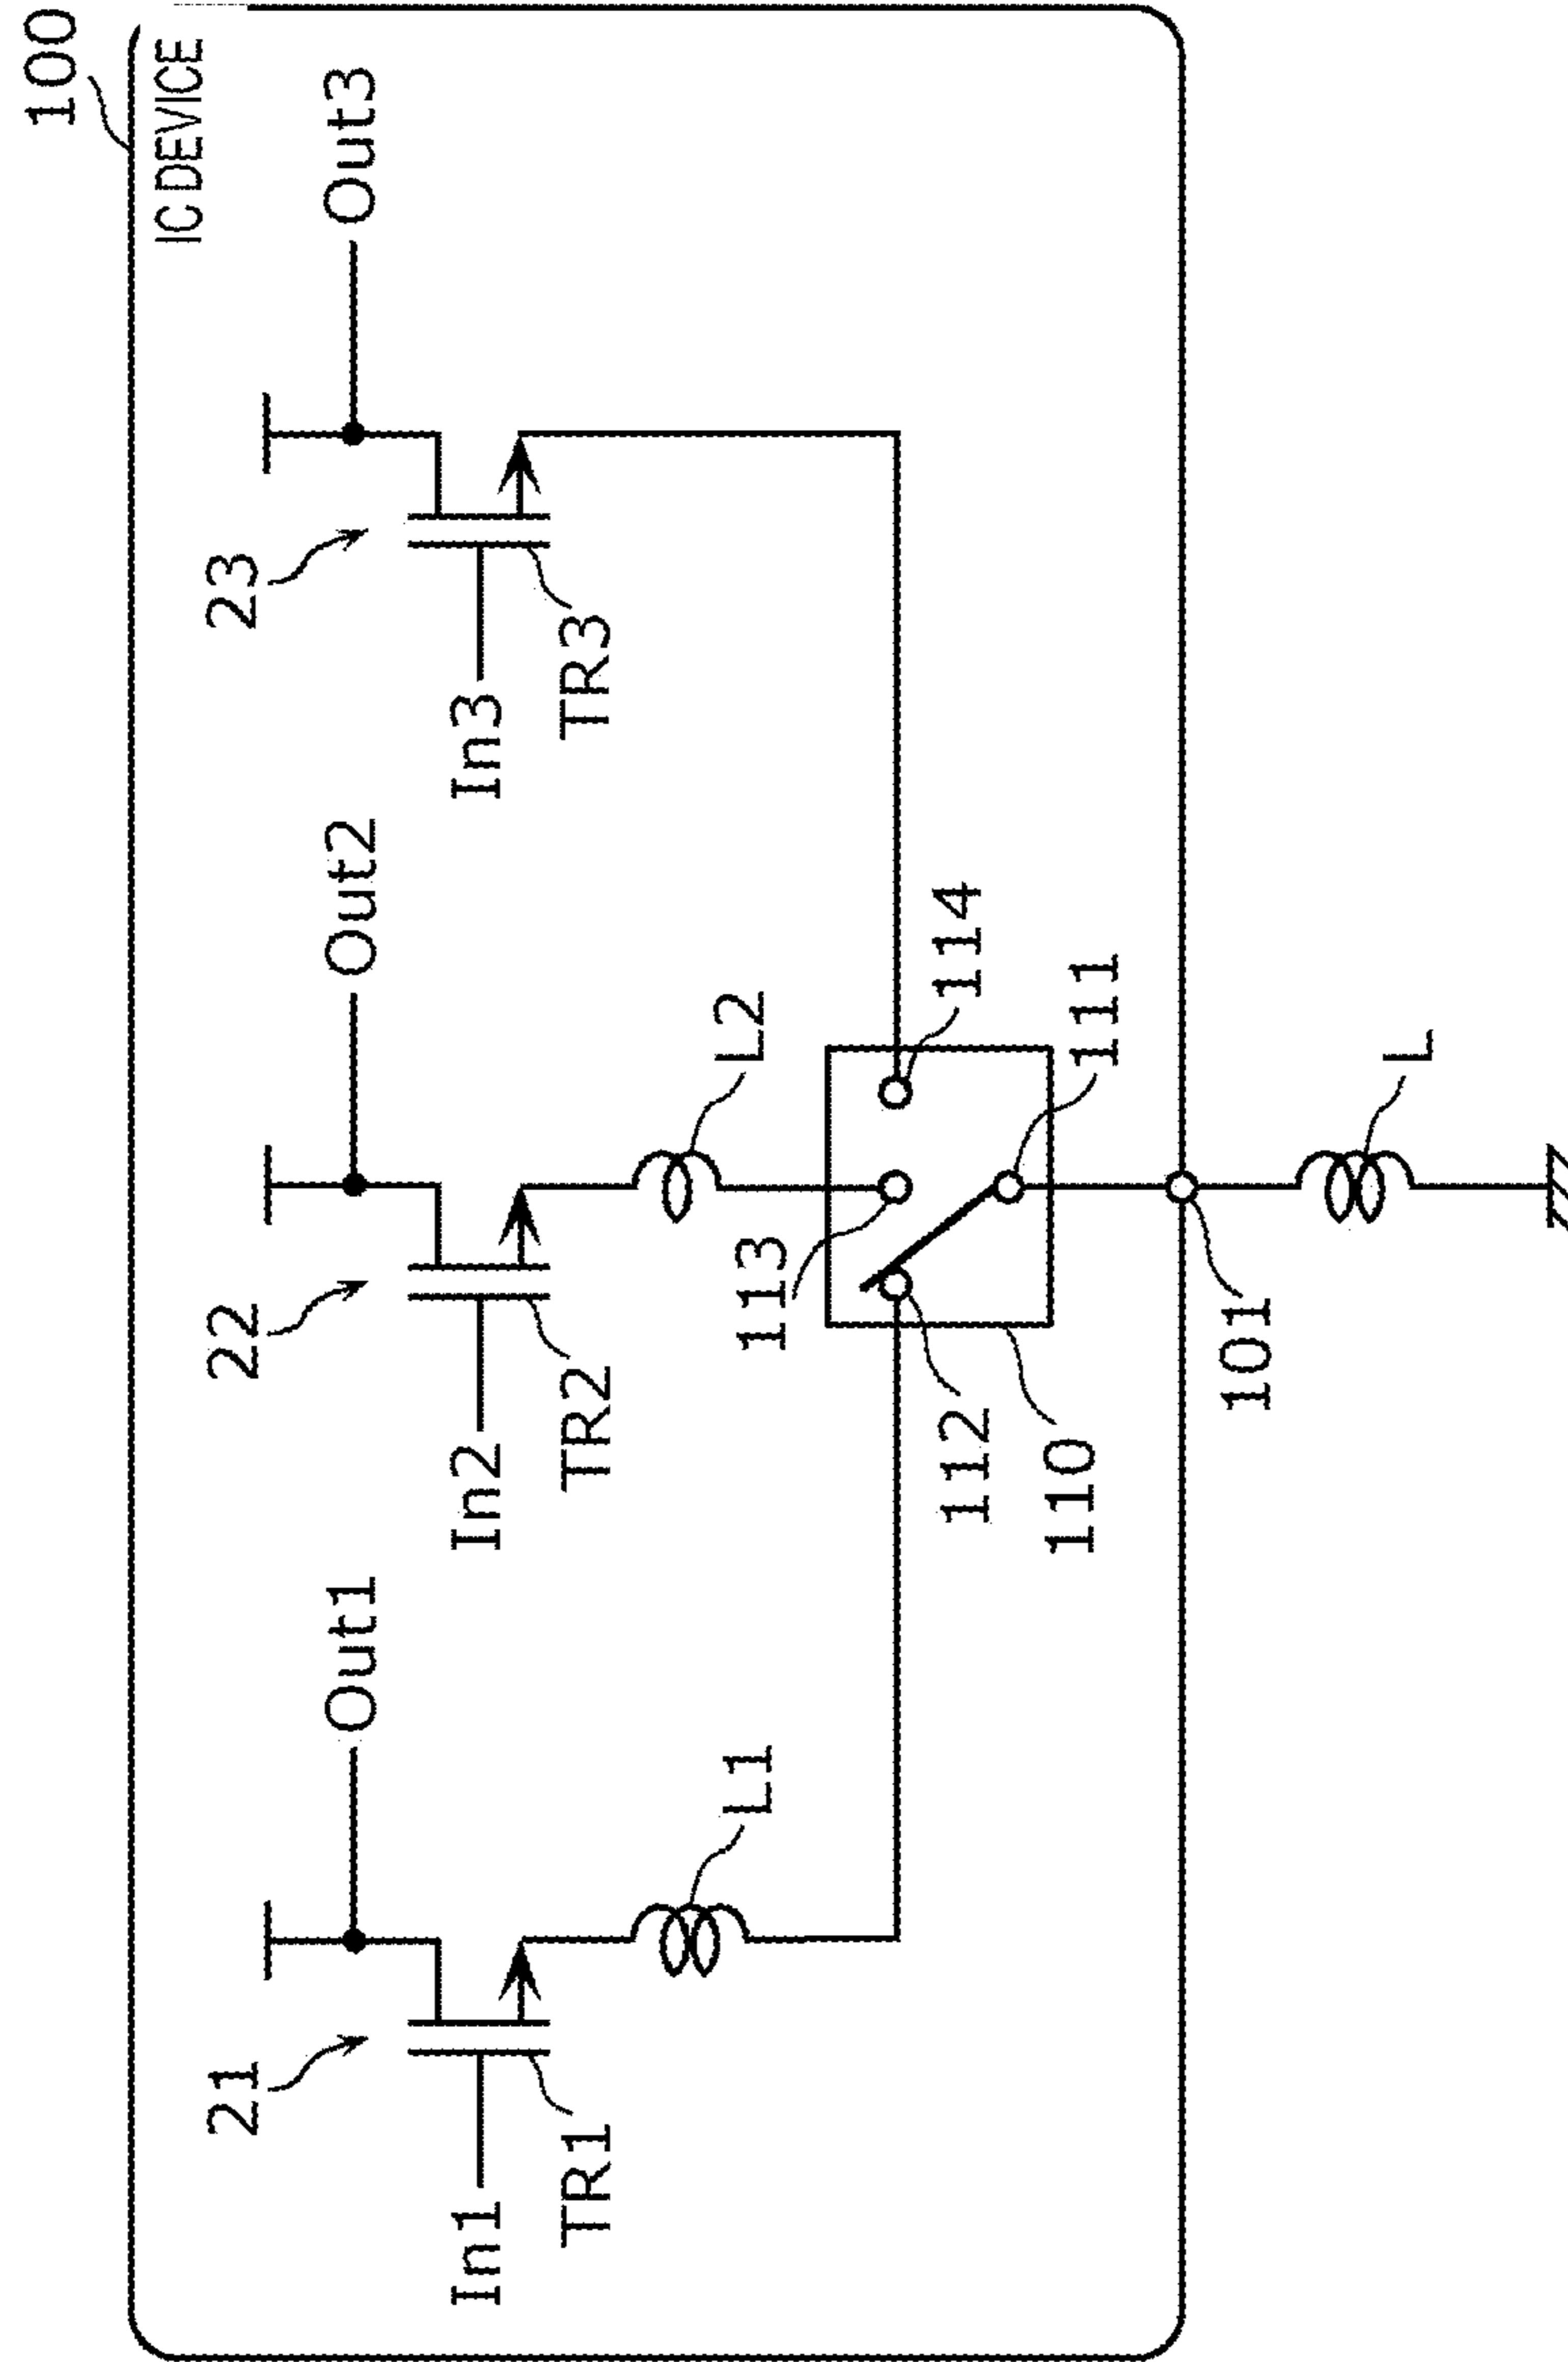 100
IC DEVICE
Out1
Out2
Out3
21
22
23
In1
In2
In3
TR1
TR2
TR3
L1
L2
113
114
112
111
110
101
L